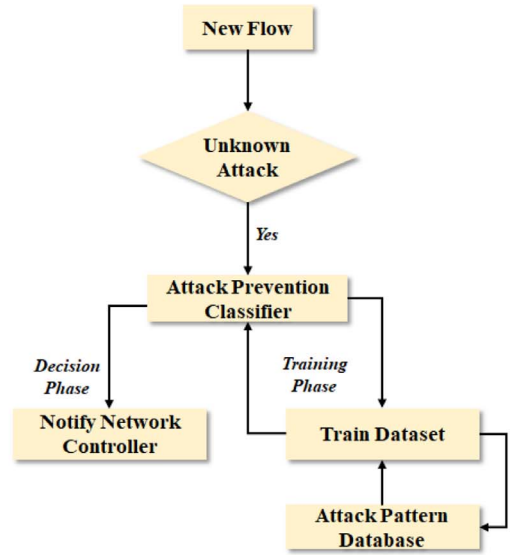 New Flow
Unknown
Attack
Yes
Attack Prevention
Classifier
Decision
Phase
Training
Phase
Notify Network
Controller
Train Dataset
Attack Pattern
Database